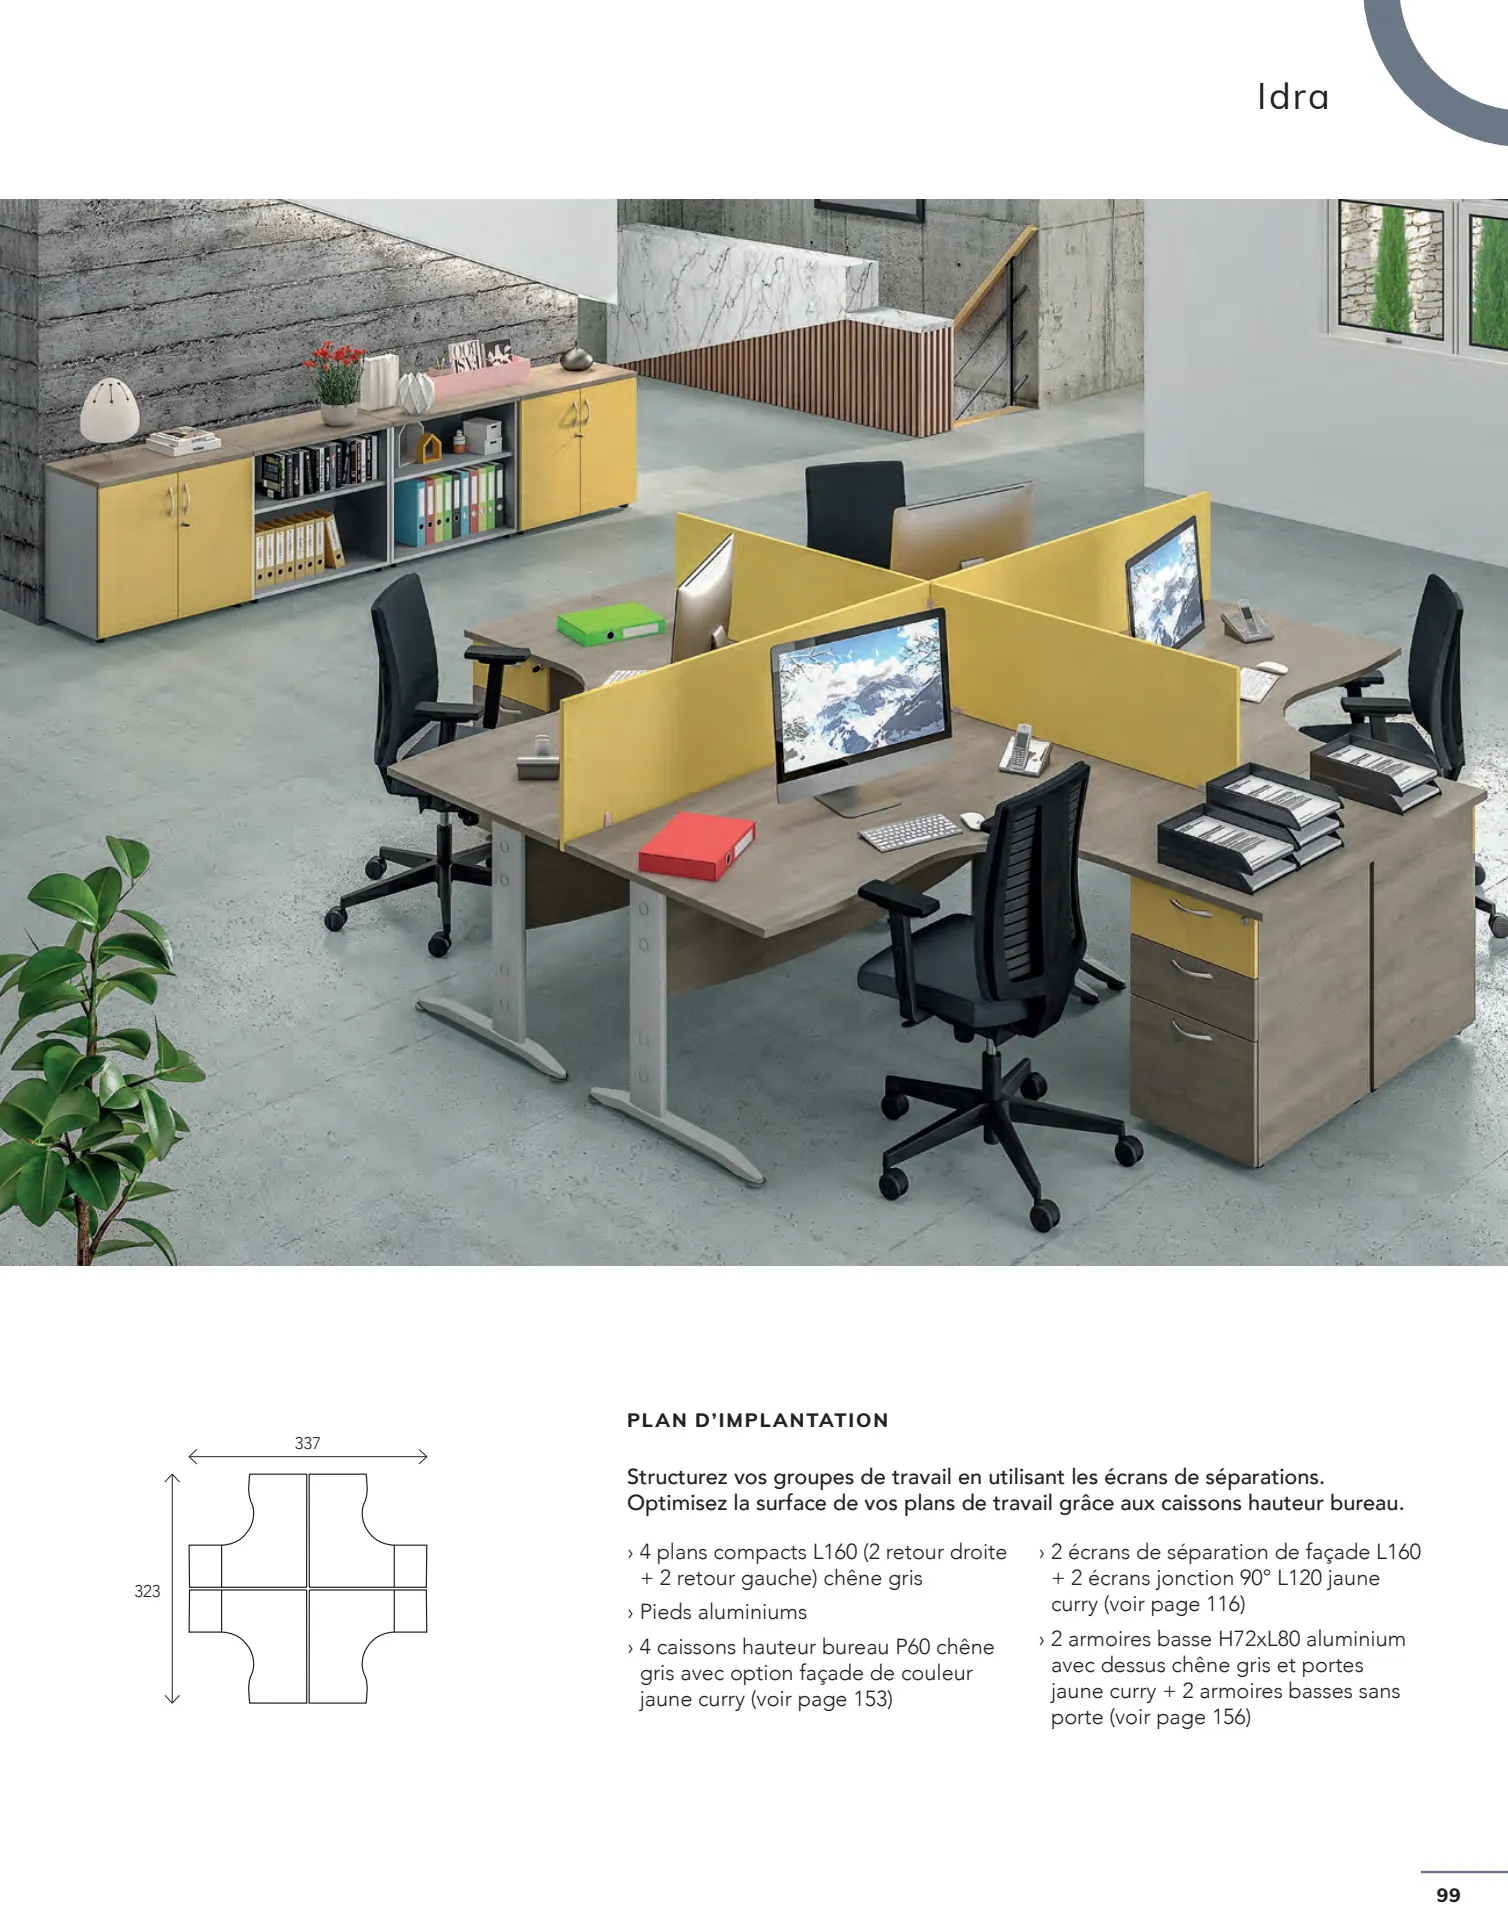 Idra
337
323
PLAN D’IMPLANTATION
Structurez vos groupes de travail en utilisant les écrans de séparations.
Optimisez la surface de vos plans de travail grâce aux caissons hauteur bureau.
› 4 plans compacts L160 (2 retour droite
+ 2 retour gauche) chêne gris
› Pieds aluminiums
› 4 caissons hauteur bureau P60 chêne
gris avec option façade de couleur
jaune curry (voir page 153)
› 2 écrans de séparation de façade L160
+ 2 écrans jonction 90° L120 jaune
curry (voir page 116)
› 2 armoires basse H72xL80 aluminium
avec dessus chêne gris et portes
jaune curry + 2 armoires basses sans
porte (voir page 156)
99